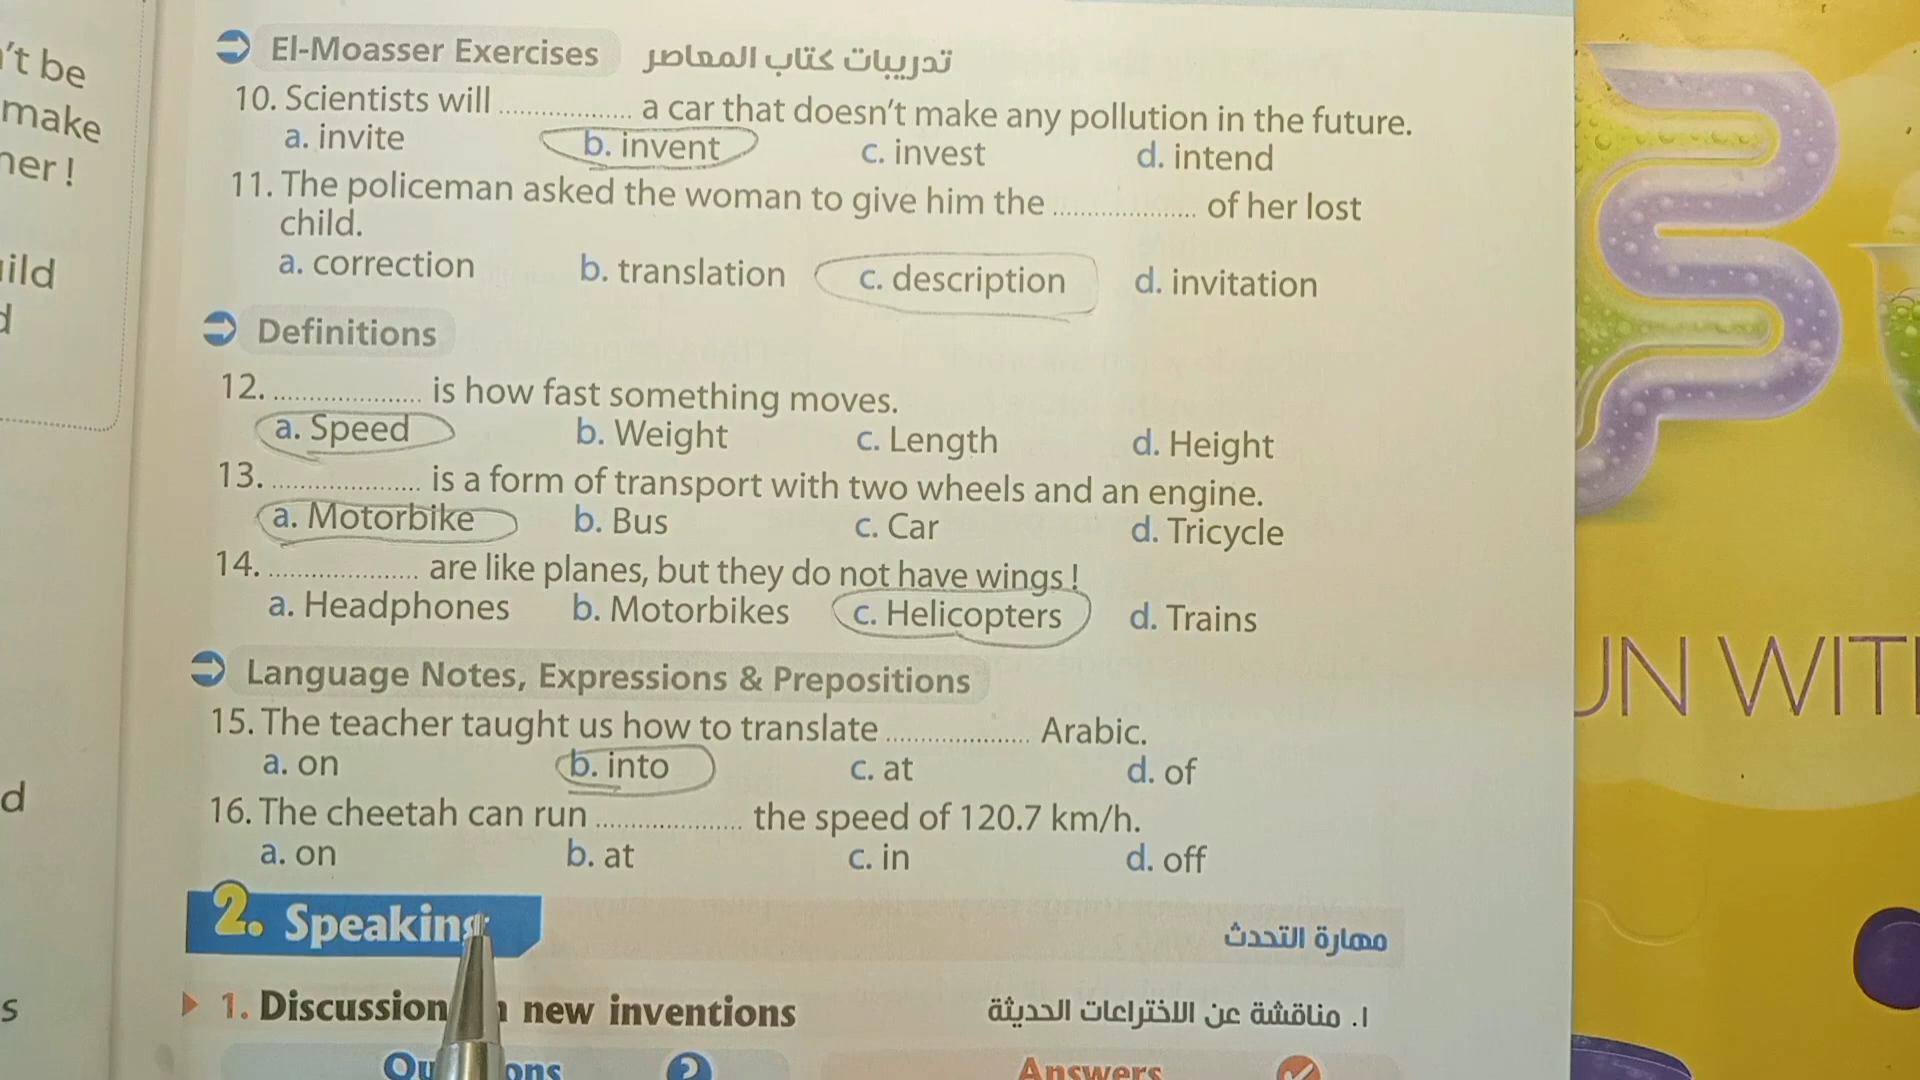 't be
make
ner!
ild
d
d
s
El-Moasser Exercises تدريبات كتاب المعاصر
10. Scientists will .................. a car that doesn't make any pollution in the future.
a. invite b. invent c. invest d. intend
11. The policeman asked the woman to give him the .................... of her lost
child.
a. correction b. translation c. description d. invitation
Definitions
12. .................... is how fast something moves.
a. Speed b. Weight c. Length d. Height
13. .................... is a form of transport with two wheels and an engine.
a. Motorbike b. Bus c. Car d. Tricycle
14. .................... are like planes, but they do not have wings!
a. Headphones b. Motorbikes c. Helicopters d. Trains
Language Notes, Expressions & Prepositions
15. The teacher taught us how to translate .................... Arabic.
a. on b. into c. at d. of
16. The cheetah can run .................... the speed of 120.7 km/h.
a. on b. at c. in d. off
2. Speaking مهارة التحدث
1. Discussion new inventions ١. مناقشة عن الاختراعات الحديثة
Answers
UN WIT